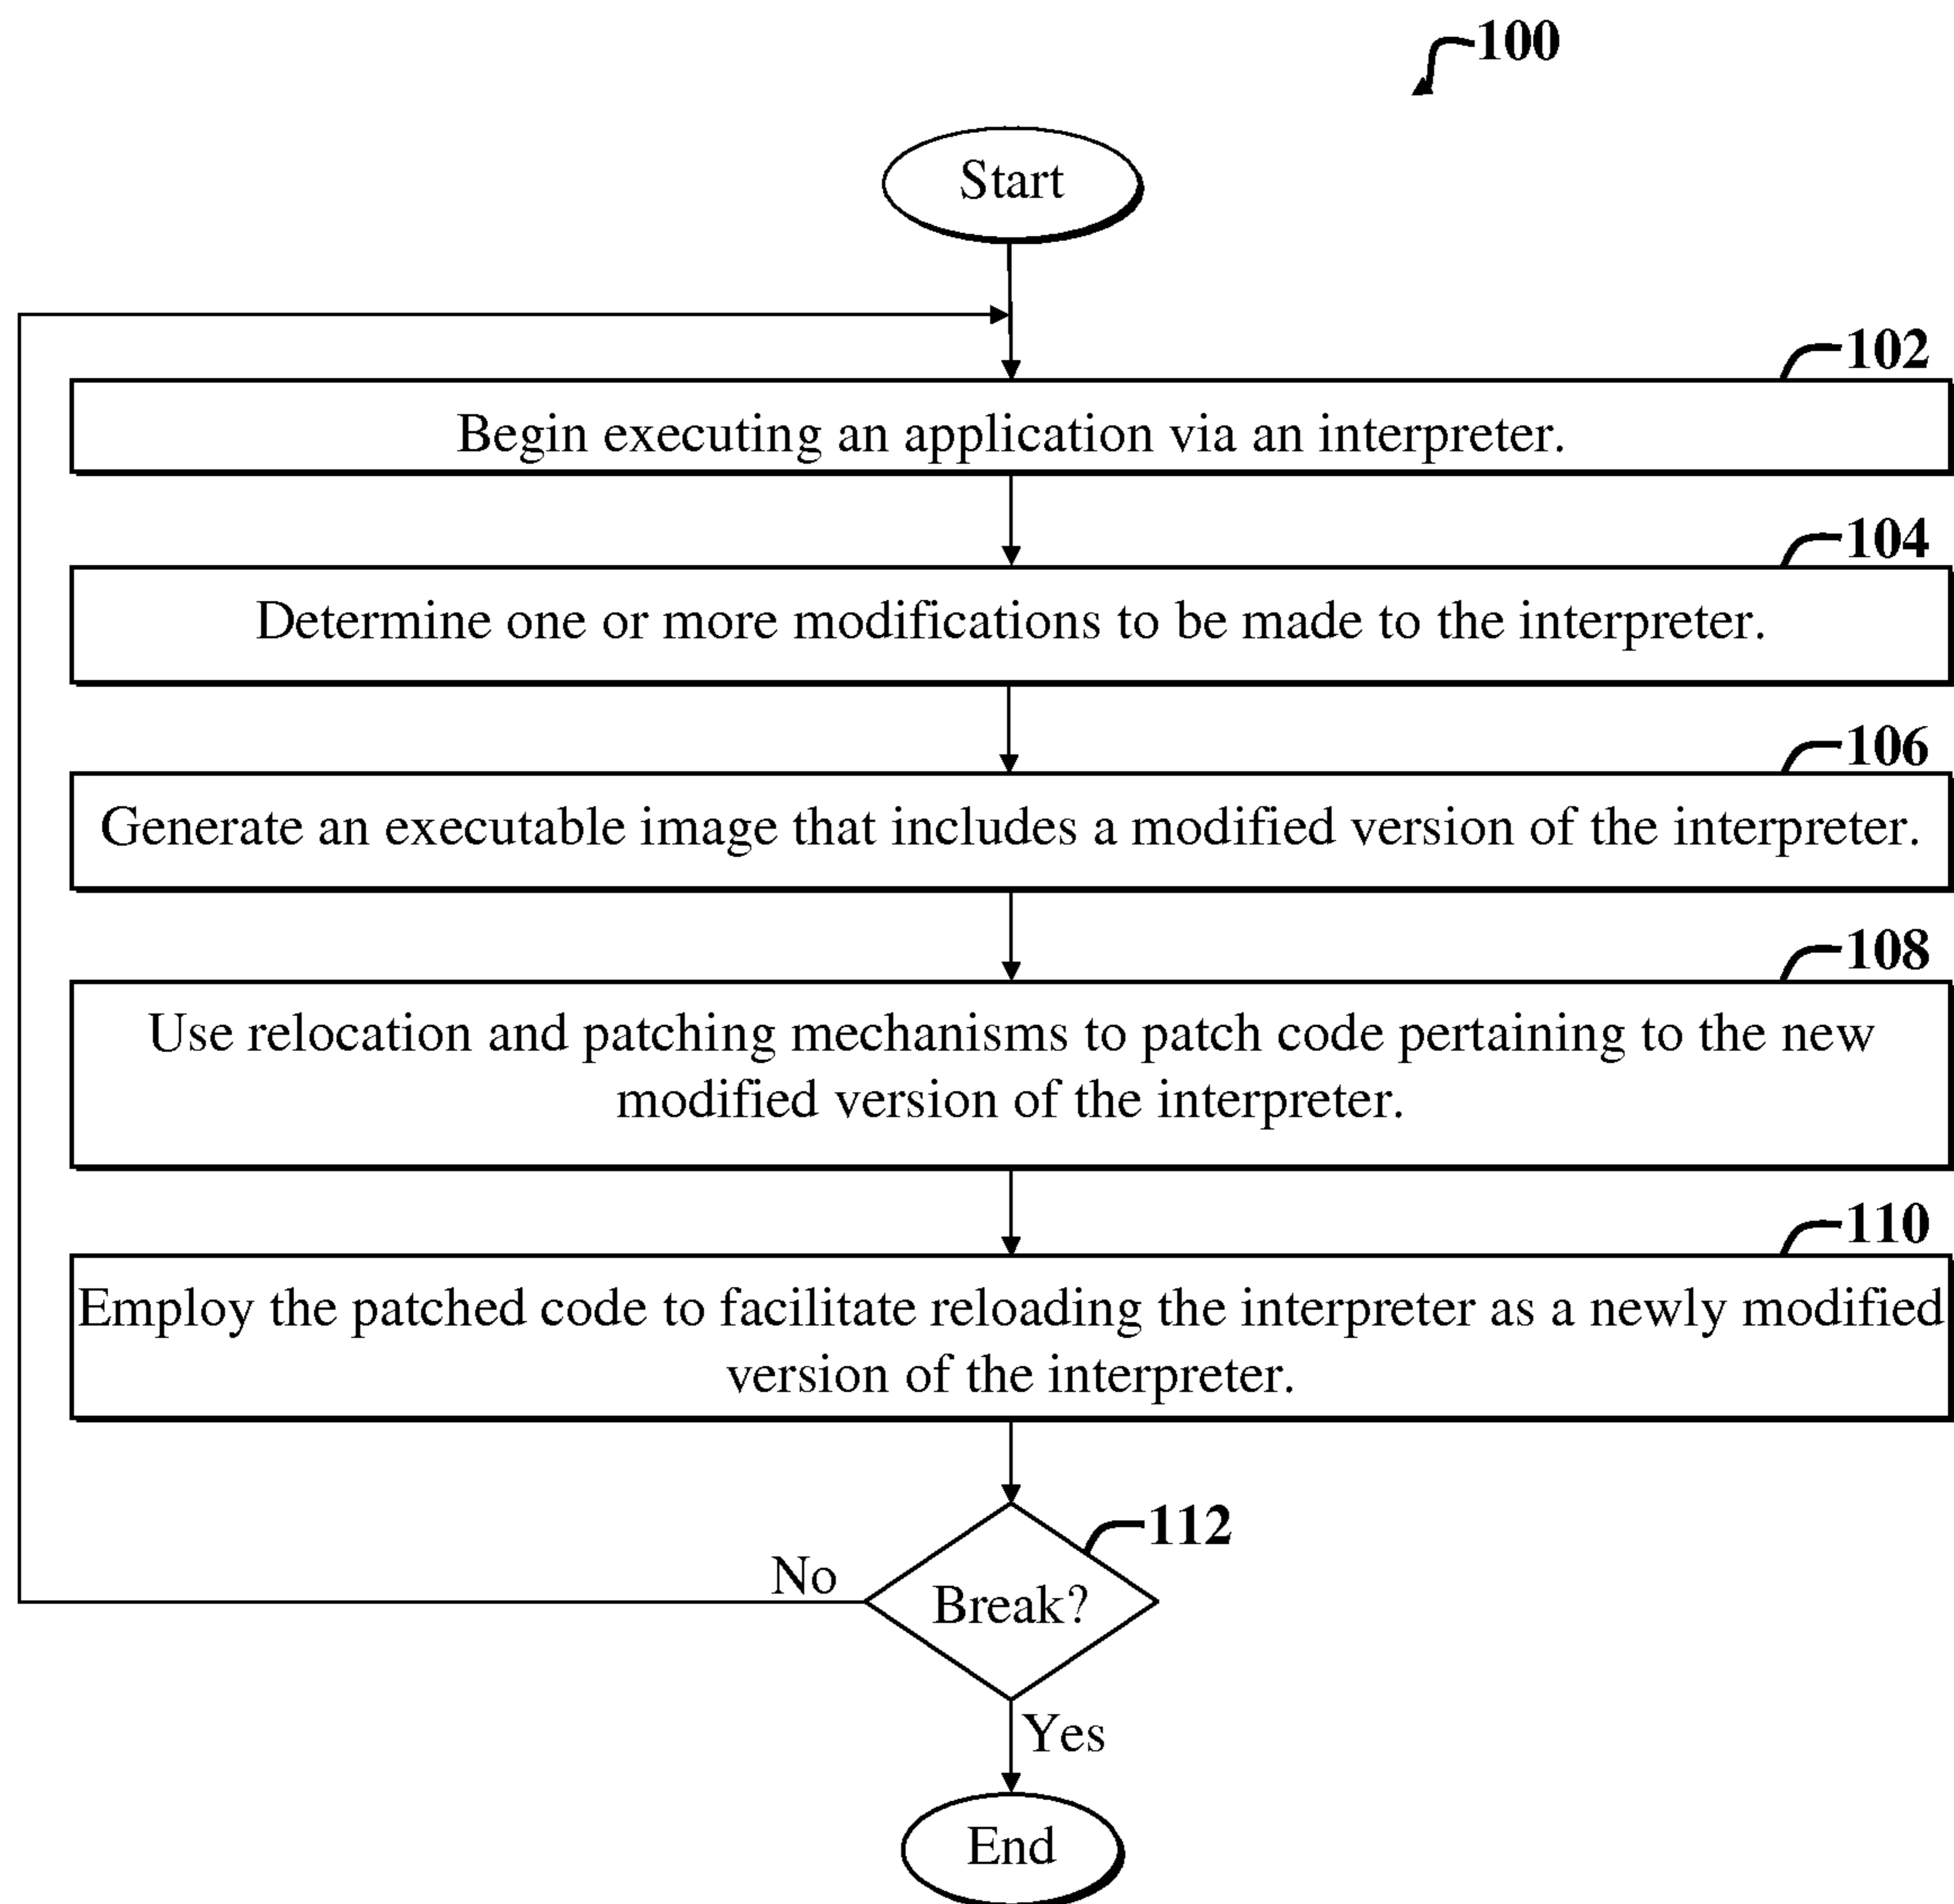 100
Start
102
Begin executing an application via an interpreter.
104
Determine one or more modifications to be made to the interpreter.
106
Generate an executable image that includes a modified version of the interpreter.
108
Use relocation and patching mechanisms to patch code pertaining to the new
modified version of the interpreter.
110
Employ the patched code to facilitate reloading the interpreter as a newly modified
version of the interpreter.
112
No
Break?
Yes
End